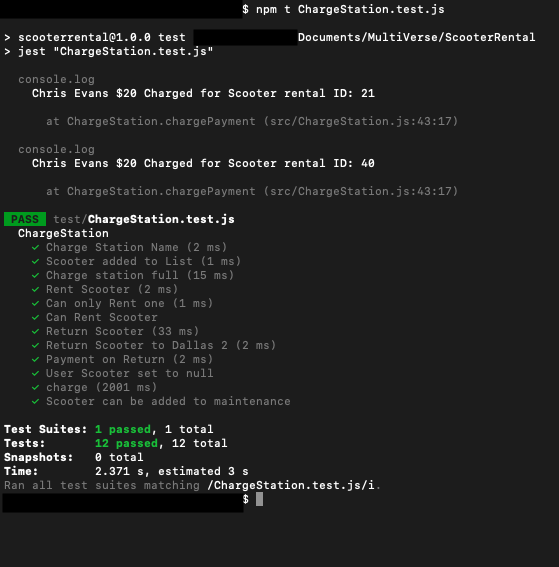 $ npm t ChargeStation.test.js
> scooterrental@1.0.0 test Documents/MultiVerse/ScooterRental
> jest "ChargeStation.test.js"
console.log
Chris Evans $20 Charged for Scooter rental ID: 21
at ChargeStation.chargePayment (src/ChargeStation.js:43:17)
console.log
Chris Evans $20 Charged for Scooter rental ID: 40
at ChargeStation.chargePayment (src/ChargeStation.js:43:17)
PASS test/ChargeStation.test.js
ChargeStation
✓ Charge Station Name (2 ms)
✓ Scooter added to List (1 ms)
✓ Charge station full (15 ms)
✓ Rent Scooter (2 ms)
✓ Can only Rent one (1 ms)
✓ Can Rent Scooter
✓ Return Scooter (33 ms)
✓ Return Scooter to Dallas 2 (2 ms)
✓ Payment on Return (2 ms)
✓ User Scooter set to null
✓ charge (2001 ms)
✓ Scooter can be added to maintenance
Test Suites: 1 passed, 1 total
Tests: 12 passed, 12 total
Snapshots: 0 total
Time: 2.371 s, estimated 3 s
Ran all test suites matching /ChargeStation.test.js/i.
$